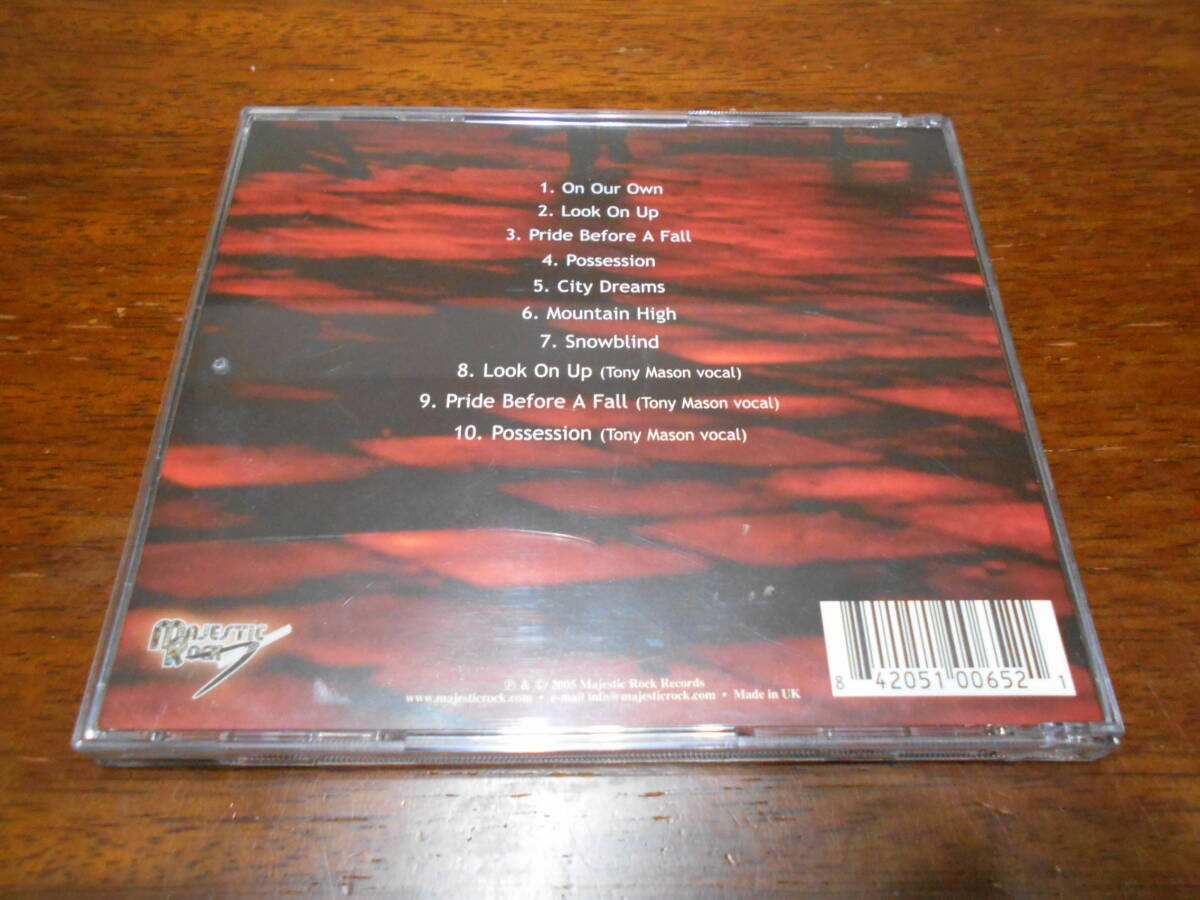 1. On Our Own
2. Look On Up
3. Pride Before A Fall
4. Possession
5. City Dreams
6. Mountain High
7. Snowblind
8. Look On Up (Tony Mason vocal)
9. Pride Before A Fall (Tony Mason vocal)
10. Possession (Tony Mason vocal)
MAJESTIC
ROCK
℗ & © 2005 Majestic Rock Records
www.majesticrock.com • e-mail info@majesticrock.com • Made in UK
8 42051 00652 1